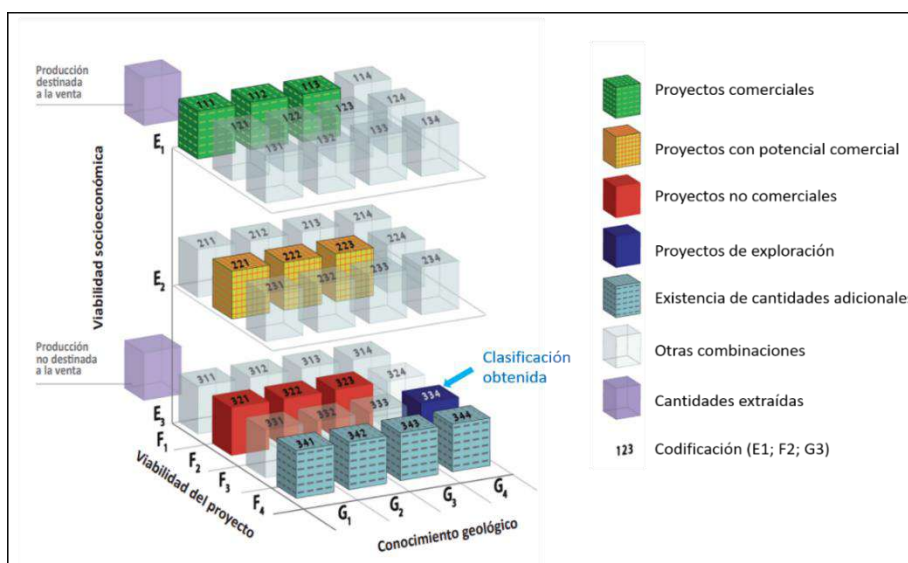 Producción
destinada
a la venta
114
111
112
113
124
121
122
123
134
131
132
133
E1
Viabilidad socioeconómica
214
213
212
211
224
223
222
221
234
233
232
231
E2
Producción
no destinada
a la venta
Clasificación
obtenida
314
313
312
311
324
323
322
321
334
333
332
331
344
343
342
341
E3
F1
F2
F3
F4
Viabilidad del proyecto
G1
G2
G3
G4
Conocimiento geológico
Proyectos comerciales
Proyectos con potencial comercial
Proyectos no comerciales
Proyectos de exploración
Existencia de cantidades adicionales
Otras combinaciones
Cantidades extraídas
123 Codificación (E1; F2; G3)